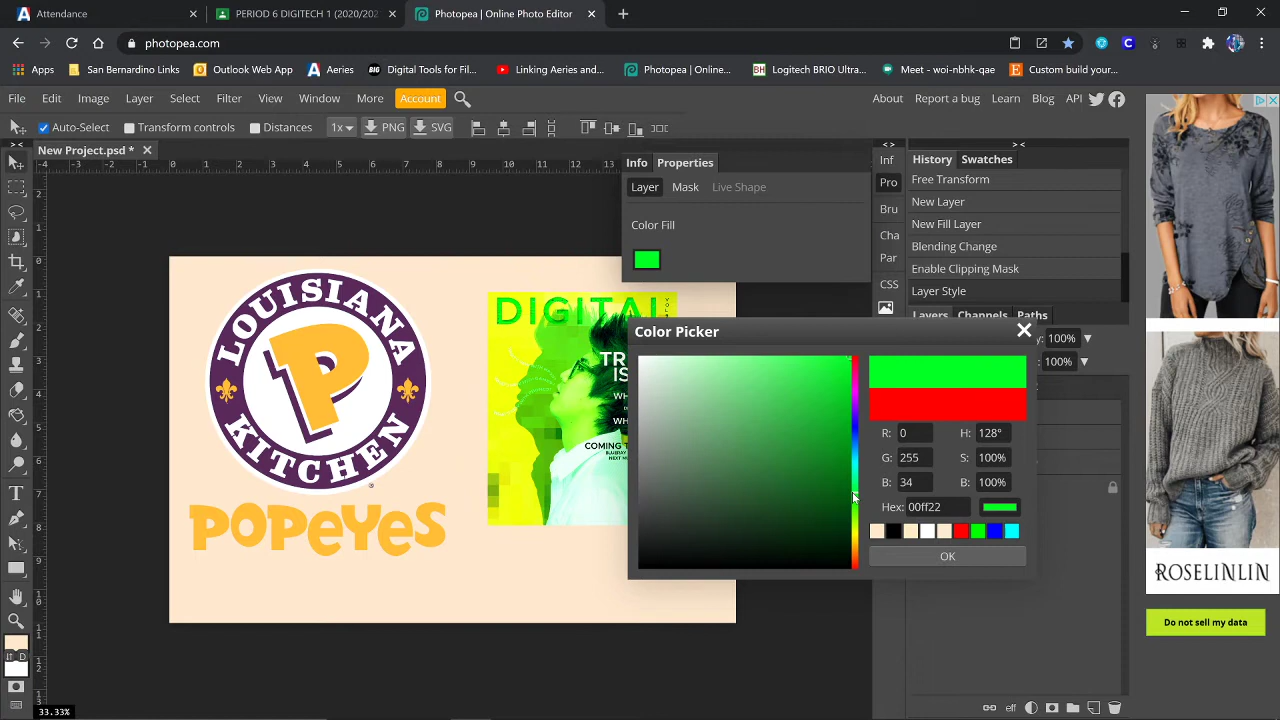 Attendance
PERIOD 6 DIGITECH 1 (2020/202
Photopea | Online Photo Editor
photopea.com
Apps
San Bernardino Links
Outlook Web App
Aeries
BIG
Digital Tools for Fil...
Linking Aeries and...
Photopea | Online...
BH
Logitech BRIO Ultra...
Meet - woi-nbhk-qae
Custom build your...
File
Edit
Image
Layer
Select
Filter
View
Window
More
Account
About
Report a bug
Learn
Blog
API
Auto-Select
Transform controls
Distances
1x
PNG
SVG
New Project.psd *
Info
Properties
Layer
Mask
Live Shape
Color Fill
Inf
Pro
Bru
Cha
Par
CSS
History
Swatches
Free Transform
New Layer
New Fill Layer
Blending Change
Enable Clipping Mask
Layer Style
Layers
Channels
Paths
y: 100%
100%
Color Picker
R: 0
H: 128°
G: 255
S: 100%
B: 34
B: 100%
Hex: 00ff22
OK
LOUISIANA
P
KITCHEN
POPEYES
DIGITAL
TR
IS
WH
WH
COMING T
NEXT M
ROSELINLIN
Do not sell my data
33.33%